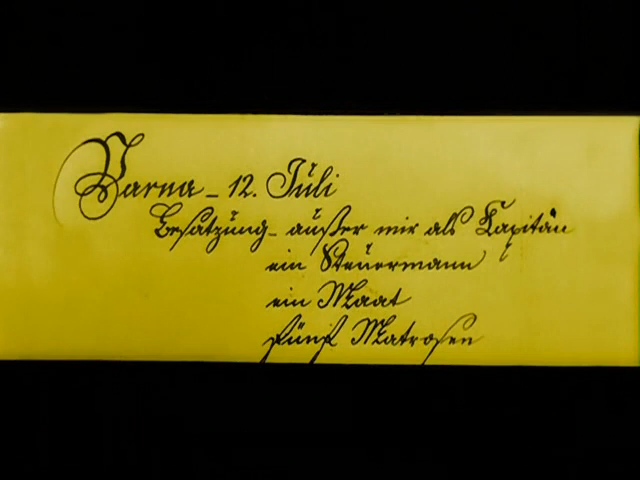 Varna – 12. Juli
Besatzung – außer mir als Kapitän
ein Steuermann
ein Maat
fünf Matrosen